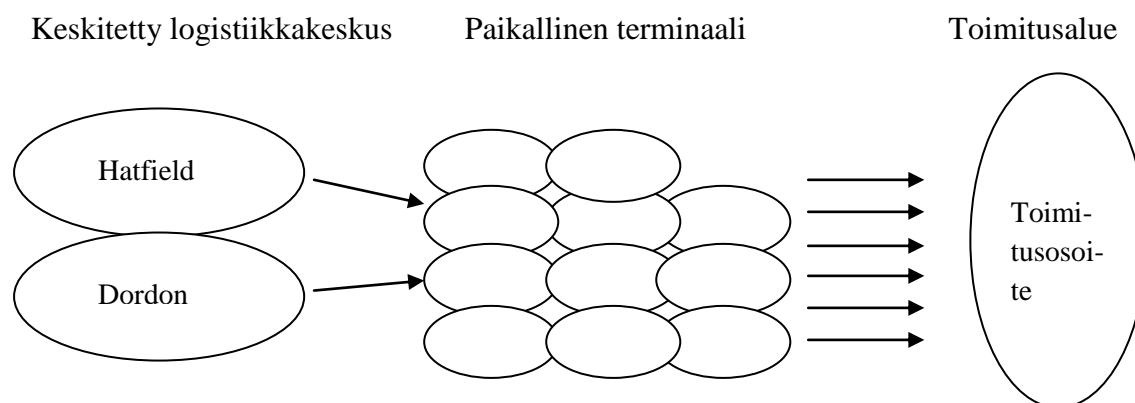 Keskitetty logistiikkakeskus
Paikallinen terminaali
Toimitusalue
Hatfield
Dordon
Toimi-
tusosoi-
te